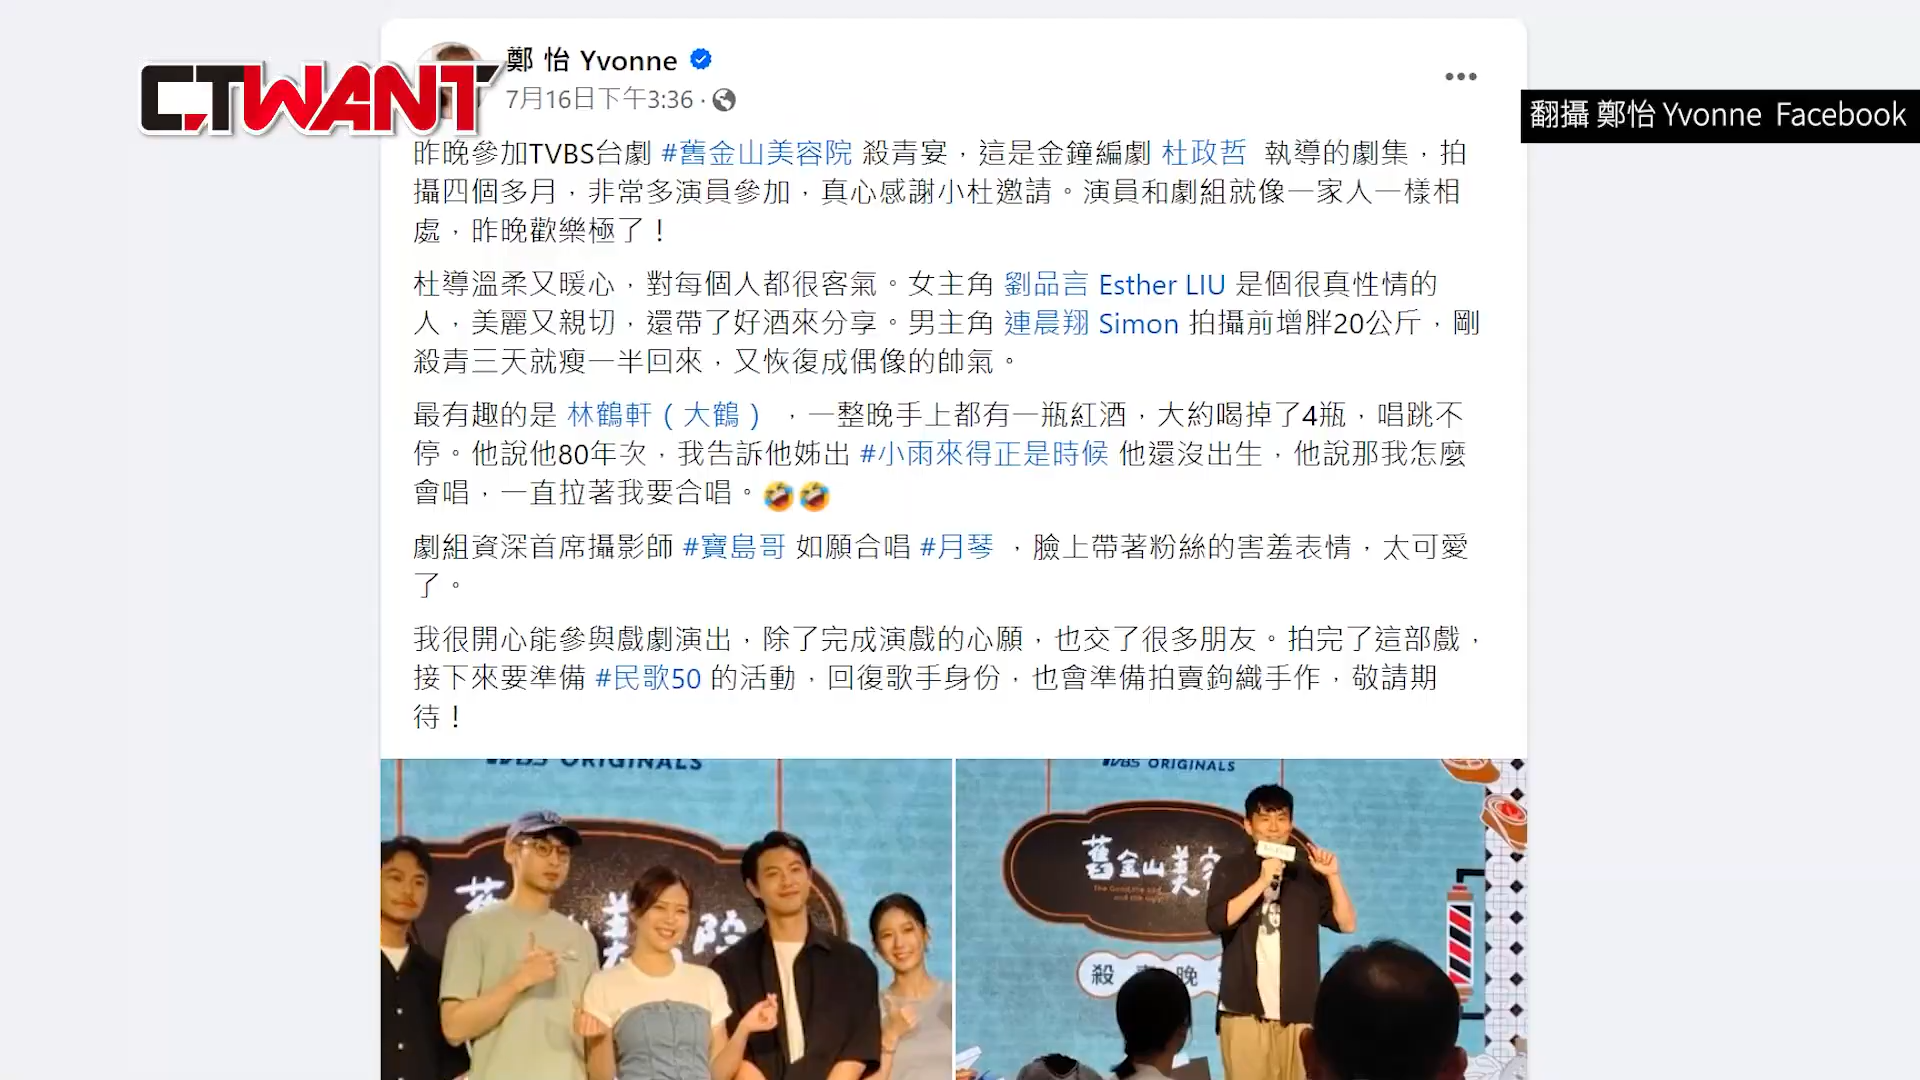 CTWANT
鄭 怡 Yvonne
7月16日下午3:36 ·
翻攝 鄭怡 Yvonne Facebook
昨晚參加TVBS台劇 #舊金山美容院 殺青宴，這是金鐘編劇 杜政哲 執導的劇集，拍
攝四個多月，非常多演員參加，真心感謝小杜邀請。演員和劇組就像一家人一樣相
處，昨晚歡樂極了！
杜導溫柔又暖心，對每個人都很客氣。女主角 劉品言 Esther LIU 是個很真性情的
人，美麗又親切，還帶了好酒來分享。男主角 連晨翔 Simon 拍攝前增胖20公斤，剛
殺青三天就瘦一半回來，又恢復成偶像的帥氣。
最有趣的是 林鶴軒（大鶴），一整晚手上都有一瓶紅酒，大約喝掉了4瓶，唱跳不
停。他說他80年次，我告訴他姊出 #小雨來得正是時候 他還沒出生，他說那我怎麼
會唱，一直拉著我要合唱。🤣🤣
劇組資深首席攝影師 #寶島哥 如願合唱 #月琴 ，臉上帶著粉絲的害羞表情，太可愛
了。
我很開心能參與戲劇演出，除了完成演戲的心願，也交了很多朋友。拍完了這部戲，
接下來要準備 #民歌50 的活動，回復歌手身份，也會準備拍賣鉤織手作，敬請期
待！
TVBS ORIGINALS
TVBS ORIGINALS
舊金山美
殺青晚